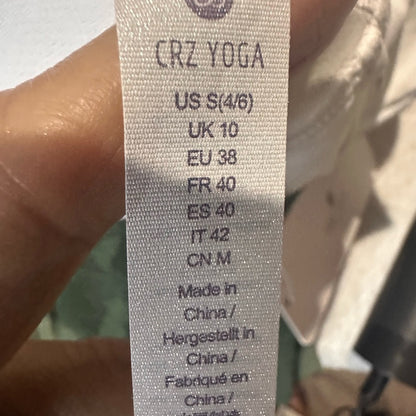 CRZ YOGA
US S(4/6)
UK 10
EU 38
FR 40
ES 40
IT 42
CN M
Made in
China /
Hergestellt in
China /
Fabriqué en
China /